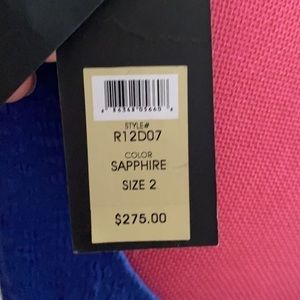 STYLE#
R12D07
COLOR
SAPPHIRE
SIZE 2
$275.00